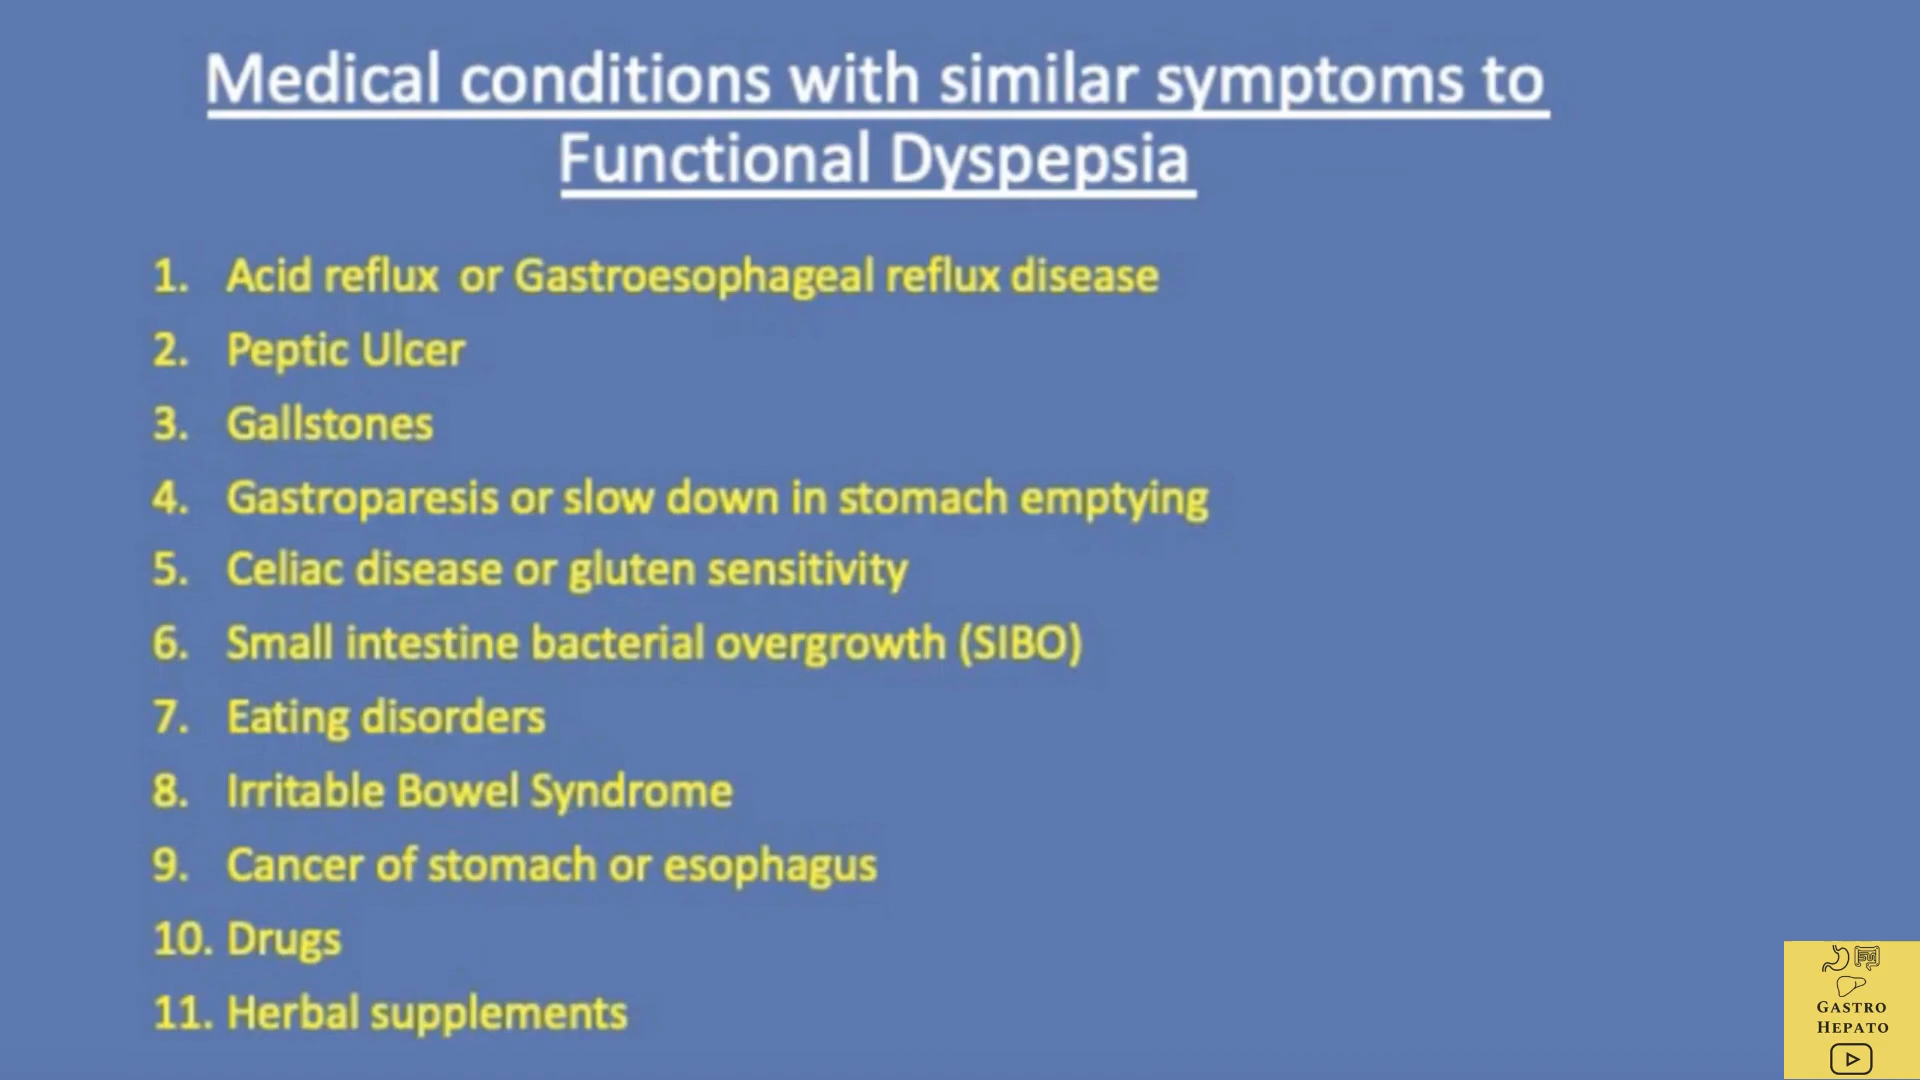 Medical conditions with similar symptoms to
Functional Dyspepsia
1. Acid reflux or Gastroesophageal reflux disease
2. Peptic Ulcer
3. Gallstones
4. Gastroparesis or slow down in stomach emptying
5. Celiac disease or gluten sensitivity
6. Small intestine bacterial overgrowth (SIBO)
7. Eating disorders
8. Irritable Bowel Syndrome
9. Cancer of stomach or esophagus
10. Drugs
11. Herbal supplements
GASTRO
HEPATO